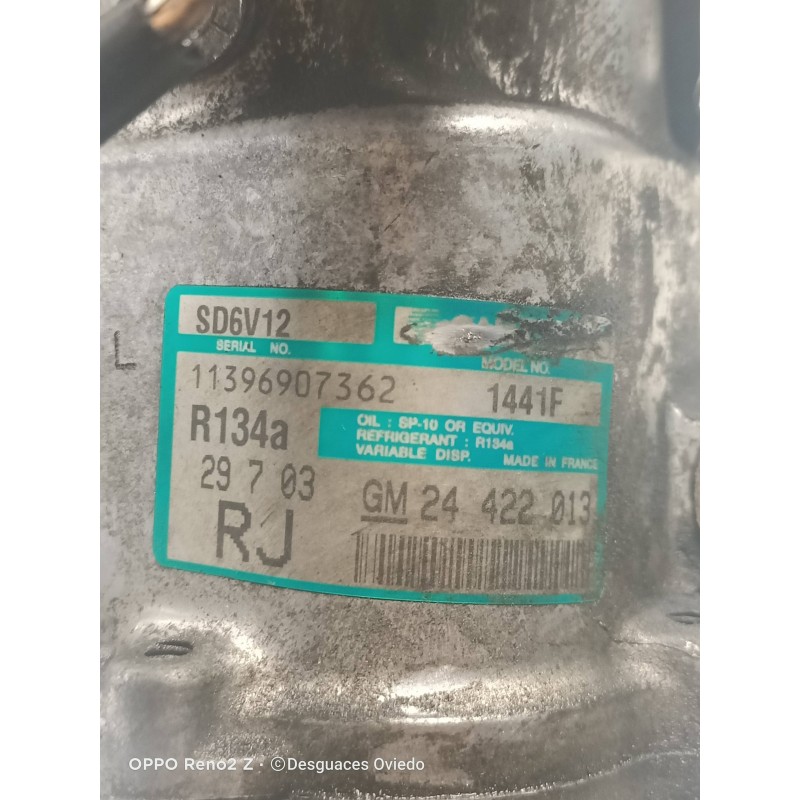 SD6V12
SERIAL NO.
MODEL NO.
11396907362
1441F
R134a
OIL : SP-10 OR EQUIV.
REFRIGERANT : R134a
VARIABLE DISP.
MADE IN FRANCE
29 7 03
GM 24 422 013
RJ
L
OPPO Reno2 Z · ©Desguaces Oviedo